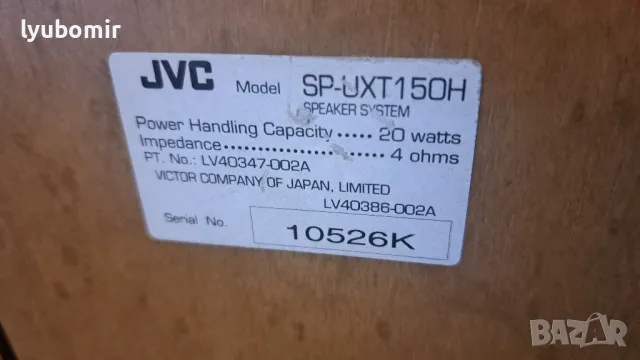 lyubomir
JVC Model SP-UXT150H
SPEAKER SYSTEM
Power Handling Capacity ..... 20 watts
Impedance ........................ 4 ohms
PT. No.: LV40347-002A
VICTOR COMPANY OF JAPAN, LIMITED
LV40386-002A
Serial No. 10526K
BAZAR